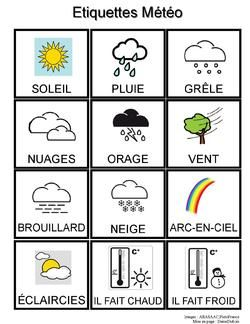 Etiquettes Météo
SOLEIL
PLUIE
GRÊLE
NUAGES
ORAGE
VENT
BROUILLARD
NEIGE
ARC-EN-CIEL
ÉCLAIRCIES
C°
IL FAIT CHAUD
C°
IL FAIT FROID